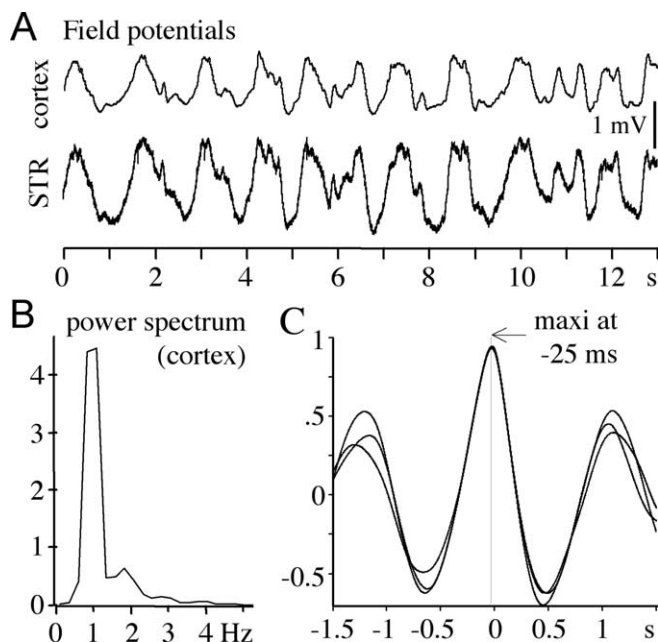 A Field potentials
cortex
1 mV
STR
0 2 4 6 8 10 12 s
B power spectrum
(cortex)
4
3
2
1
0
0 1 2 3 4 Hz
C maxi at
-25 ms
1
.5
0
-0.5
-1.5 -1 -0.5 0 0.5 1 s